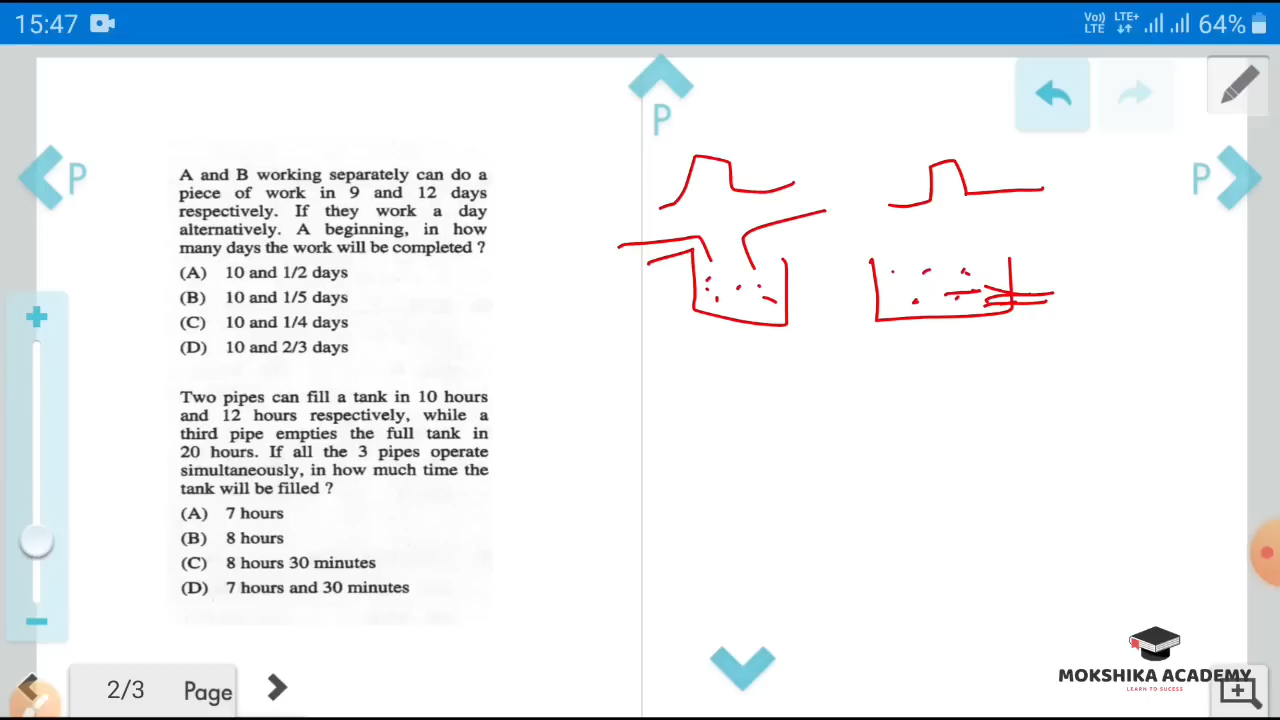 15:47
Vo)) LTE LTE+ 64%
P
P
P
A and B working separately can do a
piece of work in 9 and 12 days
respectively. If they work a day
alternatively. A beginning, in how
many days the work will be completed ?
(A) 10 and 1/2 days
(B) 10 and 1/5 days
(C) 10 and 1/4 days
(D) 10 and 2/3 days
Two pipes can fill a tank in 10 hours
and 12 hours respectively, while a
third pipe empties the full tank in
20 hours. If all the 3 pipes operate
simultaneously, in how much time the
tank will be filled ?
(A) 7 hours
(B) 8 hours
(C) 8 hours 30 minutes
(D) 7 hours and 30 minutes
2/3 Page
MOKSHIKA ACADEMY
LEARN TO SUCESS